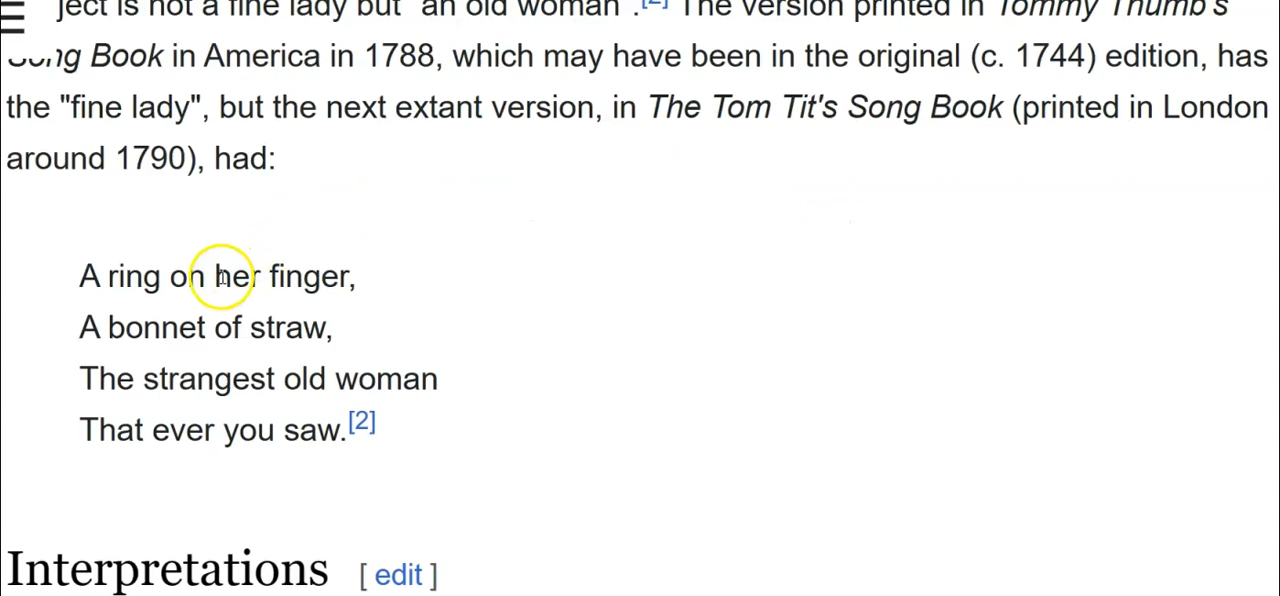 ject is not a fine lady but "an old woman".[2] The version printed in Tommy Thumb's
Song Book in America in 1788, which may have been in the original (c. 1744) edition, has
the "fine lady", but the next extant version, in The Tom Tit's Song Book (printed in London
around 1790), had:
A ring on her finger,
A bonnet of straw,
The strangest old woman
That ever you saw.[2]
Interpretations [ edit ]